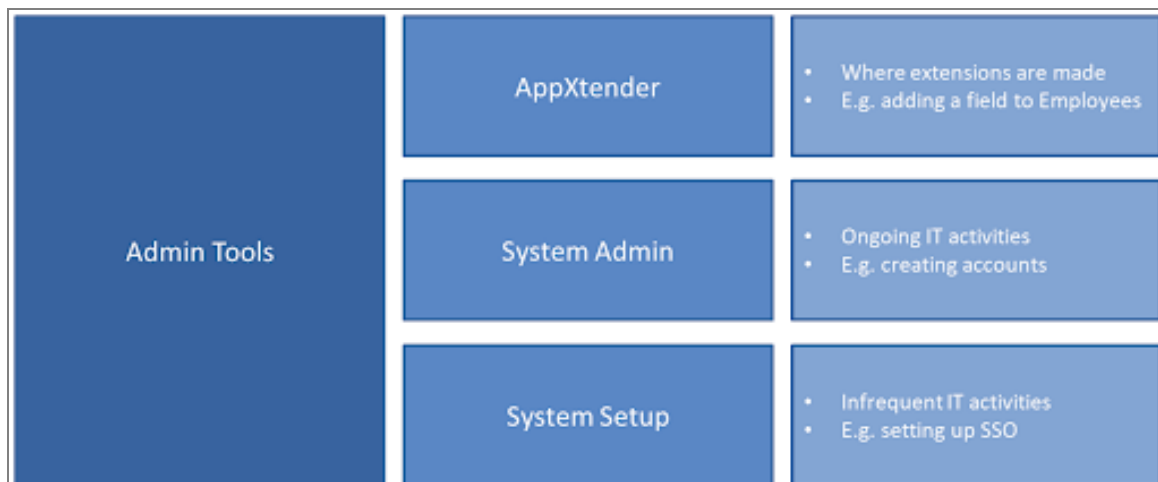 Admin Tools
AppXtender
• Where extensions are made
• E.g. adding a field to Employees
System Admin
• Ongoing IT activities
• E.g. creating accounts
System Setup
• Infrequent IT activities
• E.g. setting up SSO